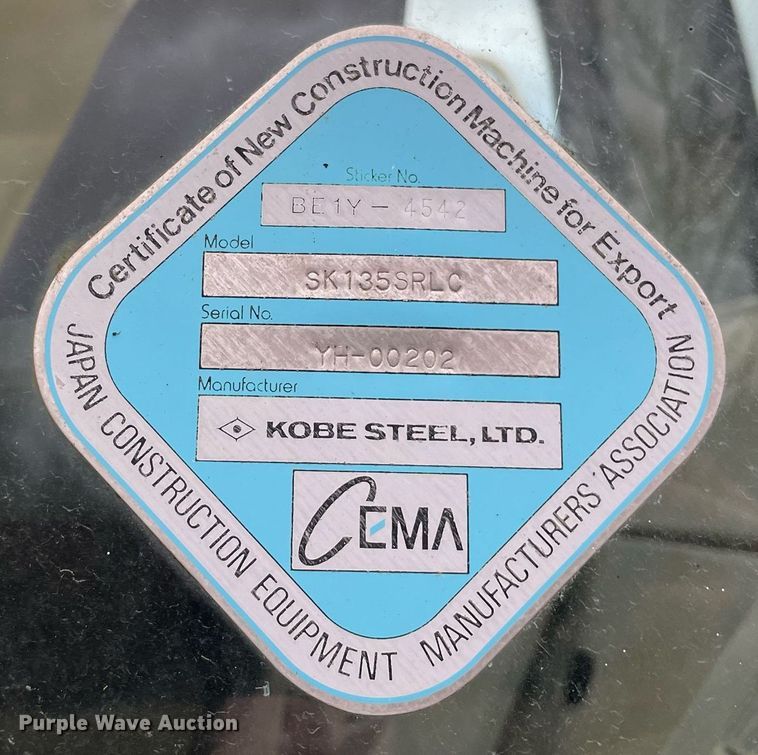 Certificate of New Construction Machine for Export
Sticker No.
BE1Y - 4542
Model
SK135SRLC
Serial No.
YH-00202
Manufacturer
KOBE STEEL, LTD.
CEMA
JAPAN CONSTRUCTION EQUIPMENT MANUFACTURERS' ASSOCIATION
Purple Wave Auction